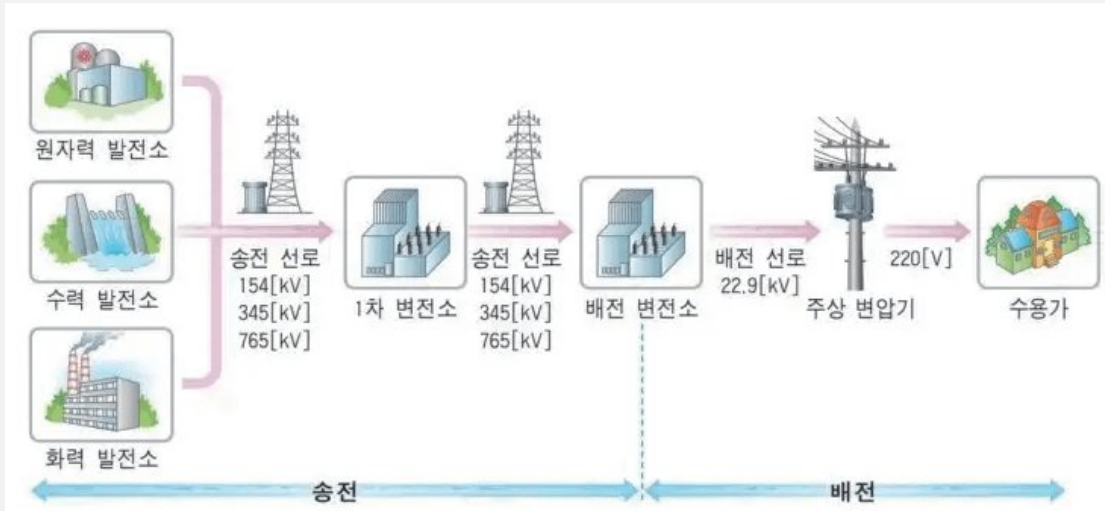 원자력 발전소
수력 발전소
화력 발전소
송전 선로
154[kV]
345[kV]
765[kV]
1차 변전소
송전 선로
154[kV]
345[kV]
765[kV]
배전 변전소
배전 선로
22.9[kV]
주상 변압기
220[V]
수용가
송전
배전